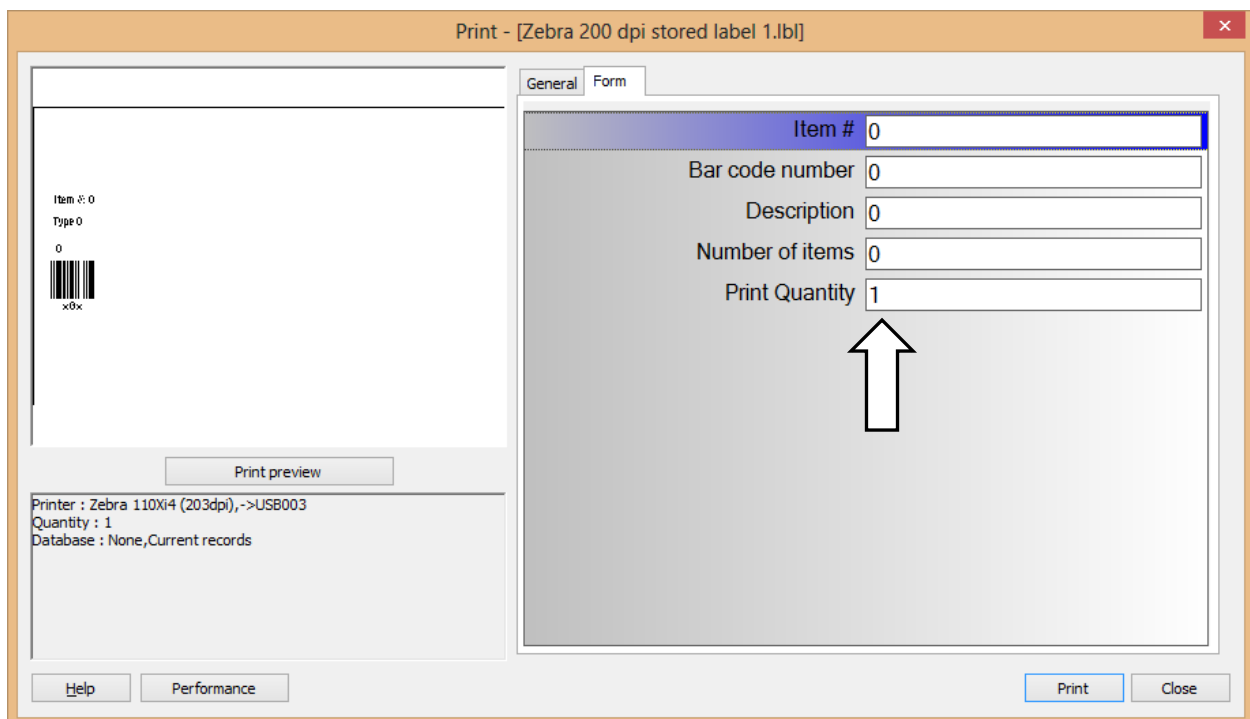 Print - [Zebra 200 dpi stored label 1.lbl]
General
Form
Item #: 0
Type 0
0
x0x
Item # 0
Bar code number 0
Description 0
Number of items 0
Print Quantity 1
Print preview
Printer : Zebra 110Xi4 (203dpi),->USB003
Quantity : 1
Database : None,Current records
Help
Performance
Print
Close